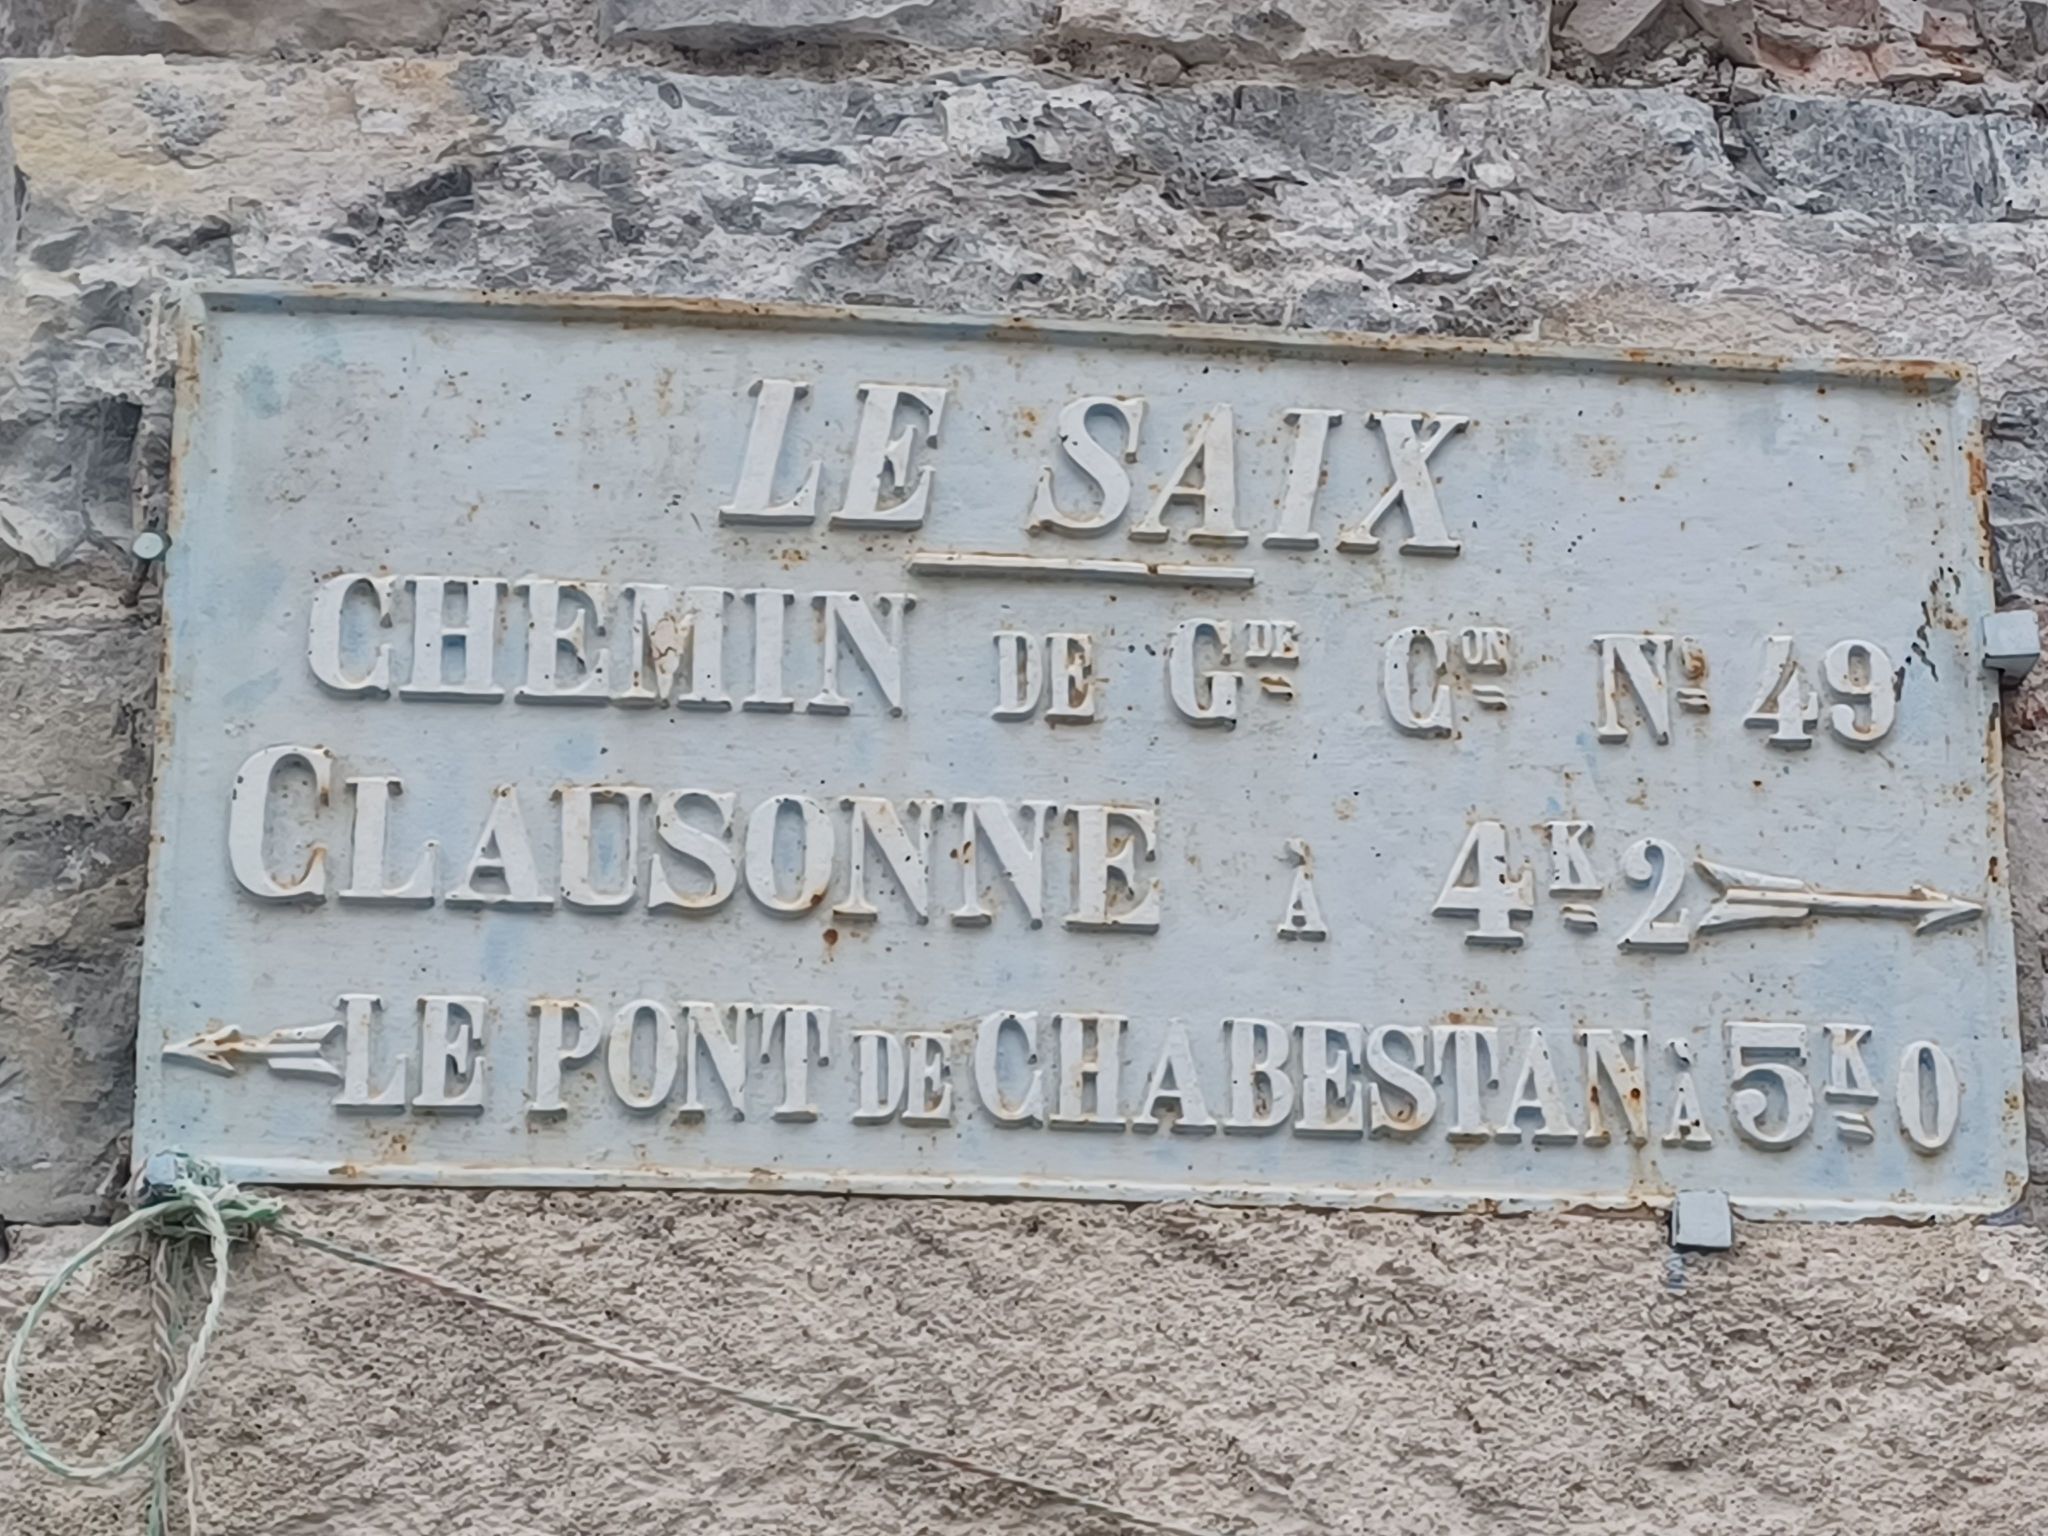 LE SAIX
CHEMIN DE Gᴰᴱ Cᴼᴺ Nº 49
CLAUSONNE À 4ᴷ2
LE PONT DE CHABESTAN À 5ᴷ0